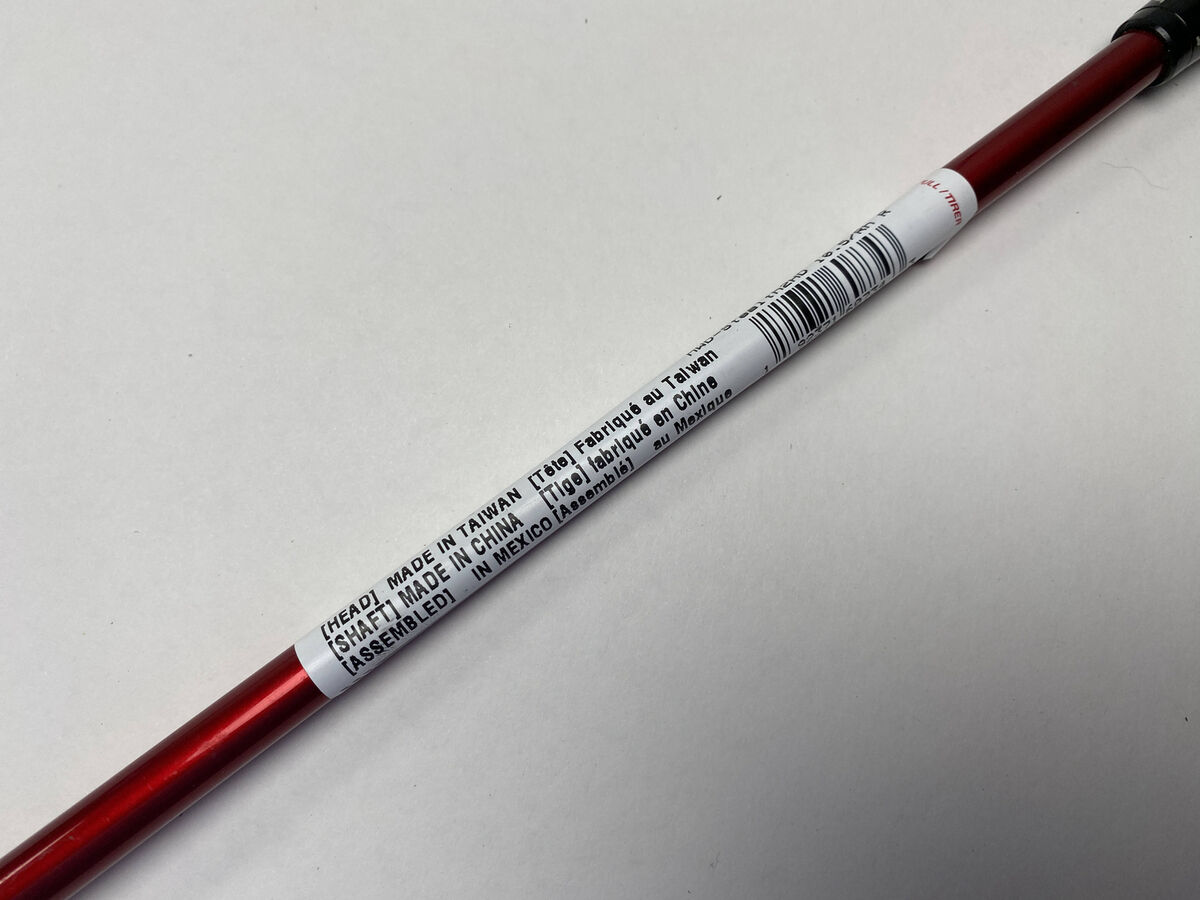 [HEAD] MADE IN TAIWAN [Tête] Fabriqué au Taiwan
[SHAFT] MADE IN CHINA [Tige] fabriqué en Chine
[ASSEMBLED] IN MEXICO [Assemblé] au Mexique
/TIRER